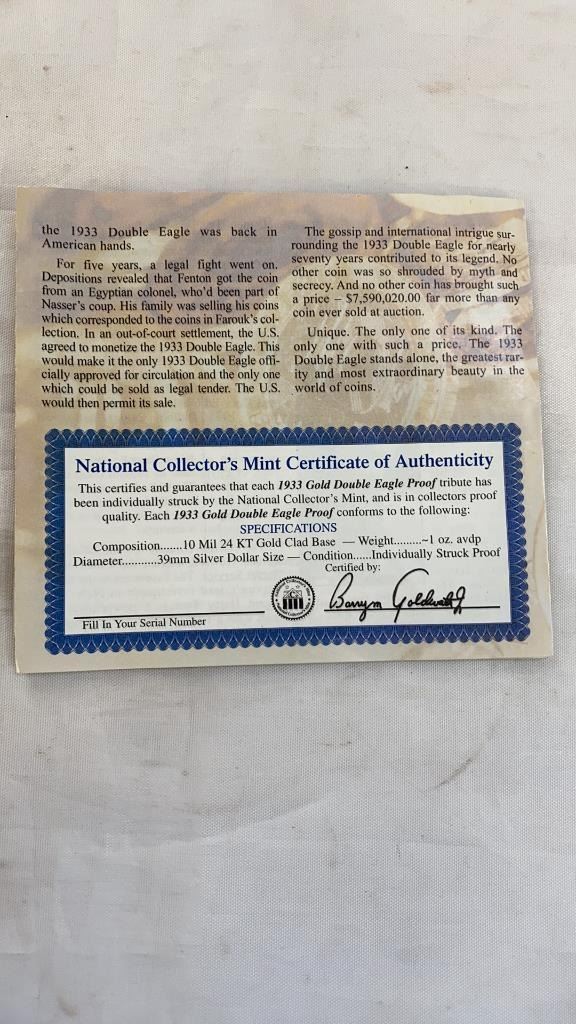 the 1933 Double Eagle was back in
American hands.
For five years, a legal fight went on.
Depositions revealed that Fenton got the coin
from an Egyptian colonel, who'd been part of
Nasser's coup. His family was selling his coins
which corresponded to the coins in Farouk's col-
lection. In an out-of-court settlement, the U.S.
agreed to monetize the 1933 Double Eagle. This
would make it the only 1933 Double Eagle offi-
cially approved for circulation and the only one
which could be sold as legal tender. The U.S.
would then permit its sale.
The gossip and international intrigue sur-
rounding the 1933 Double Eagle for nearly
seventy years contributed to its legend. No
other coin was so shrouded by myth and
secrecy. And no other coin has brought such
a price – $7,590,020.00 far more than any
coin ever sold at auction.
Unique. The only one of its kind. The
only one with such a price. The 1933
Double Eagle stands alone, the greatest rar-
ity and most extraordinary beauty in the
world of coins.
National Collector's Mint Certificate of Authenticity
This certifies and guarantees that each 1933 Gold Double Eagle Proof tribute has
been individually struck by the National Collector's Mint, and is in collectors proof
quality. Each 1933 Gold Double Eagle Proof conforms to the following:
SPECIFICATIONS
Composition.......10 Mil 24 KT Gold Clad Base — Weight.........~1 oz. avdp
Diameter...........39mm Silver Dollar Size — Condition......Individually Struck Proof
Certified by:
Fill In Your Serial Number